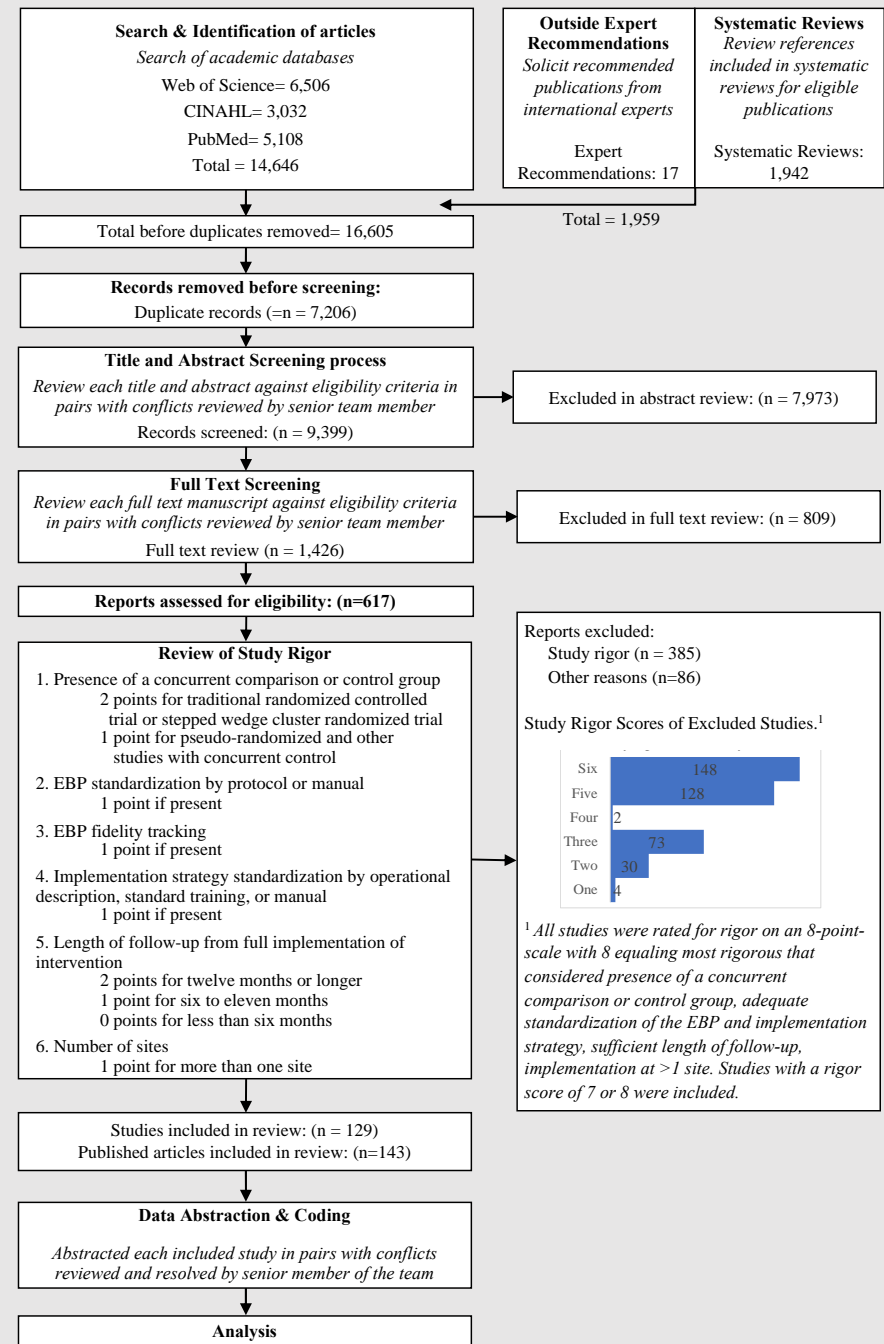 Search & Identification of articles
Search of academic databases
Web of Science= 6,506
CINAHL= 3,032
PubMed= 5,108
Total = 14,646
Outside Expert
Recommendations
Solicit recommended
publications from
international experts
Expert
Recommendations: 17
Systematic Reviews
Review references
included in systematic
reviews for eligible
publications
Systematic Reviews:
1,942
Total = 1,959
Total before duplicates removed= 16,605
Records removed before screening:
Duplicate records (=n = 7,206)
Title and Abstract Screening process
Review each title and abstract against eligibility criteria in
pairs with conflicts reviewed by senior team member
Records screened: (n = 9,399)
Excluded in abstract review: (n = 7,973)
Full Text Screening
Review each full text manuscript against eligibility criteria
in pairs with conflicts reviewed by senior team member
Full text review (n = 1,426)
Excluded in full text review: (n = 809)
Reports assessed for eligibility: (n=617)
Review of Study Rigor
1. Presence of a concurrent comparison or control group
2 points for traditional randomized controlled
trial or stepped wedge cluster randomized trial
1 point for pseudo-randomized and other
studies with concurrent control
2. EBP standardization by protocol or manual
1 point if present
3. EBP fidelity tracking
1 point if present
4. Implementation strategy standardization by operational
description, standard training, or manual
1 point if present
5. Length of follow-up from full implementation of
intervention
2 points for twelve months or longer
1 point for six to eleven months
0 points for less than six months
6. Number of sites
1 point for more than one site
Reports excluded:
Study rigor (n = 385)
Other reasons (n=86)
Study Rigor Scores of Excluded Studies.1
Six 148
Five 128
Four 2
Three 73
Two 30
One 4
1 All studies were rated for rigor on an 8-point-
scale with 8 equaling most rigorous that
considered presence of a concurrent
comparison or control group, adequate
standardization of the EBP and implementation
strategy, sufficient length of follow-up,
implementation at >1 site. Studies with a rigor
score of 7 or 8 were included.
Studies included in review: (n = 129)
Published articles included in review: (n=143)
Data Abstraction & Coding
Abstracted each included study in pairs with conflicts
reviewed and resolved by senior member of the team
Analysis